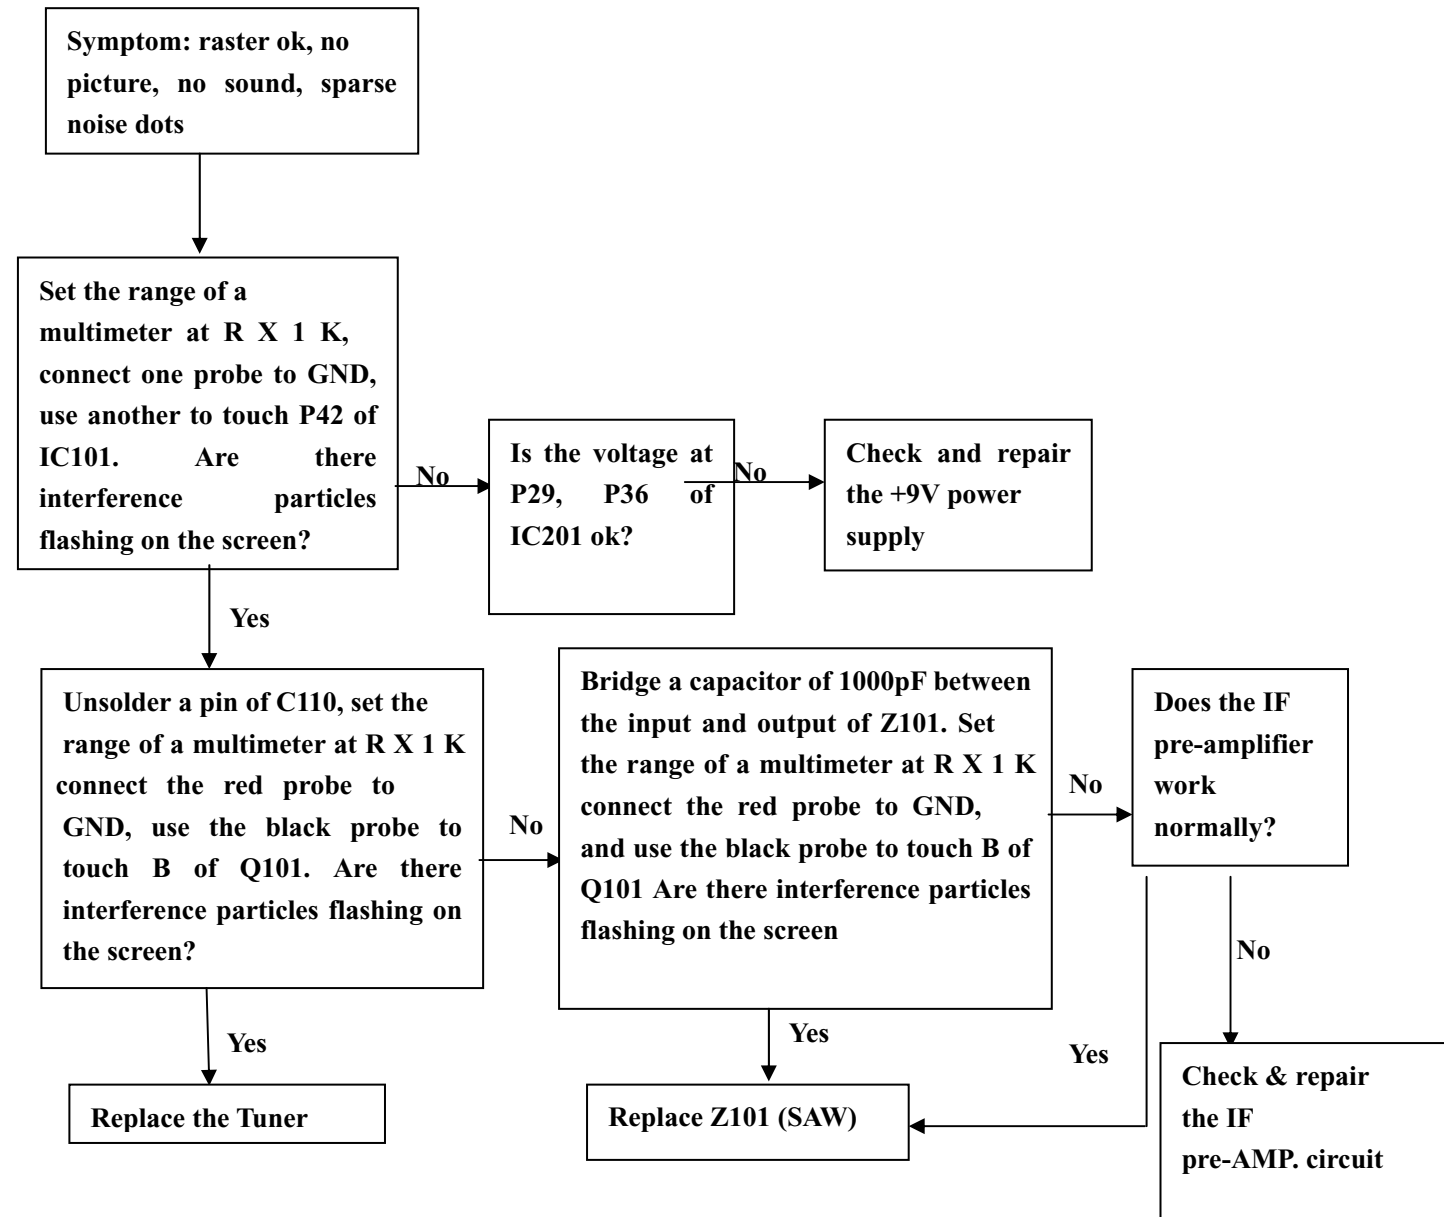 Symptom: raster ok, no
picture, no sound, sparse
noise dots
Set the range of a
multimeter at R X 1 K,
connect one probe to GND,
use another to touch P42 of
IC101. Are there
interference particles
flashing on the screen?
No
Is the voltage at
P29, P36 of
IC201 ok?
No
Check and repair
the +9V power
supply
Yes
Unsolder a pin of C110, set the
range of a multimeter at R X 1 K
connect the red probe to
GND, use the black probe to
touch B of Q101. Are there
interference particles flashing on
the screen?
No
Bridge a capacitor of 1000pF between
the input and output of Z101. Set
the range of a multimeter at R X 1 K
connect the red probe to GND,
and use the black probe to touch B of
Q101 Are there interference particles
flashing on the screen
No
Does the IF
pre-amplifier
work
normally?
Yes
Replace the Tuner
Yes
Replace Z101 (SAW)
Yes
No
Check & repair
the IF
pre-AMP. circuit